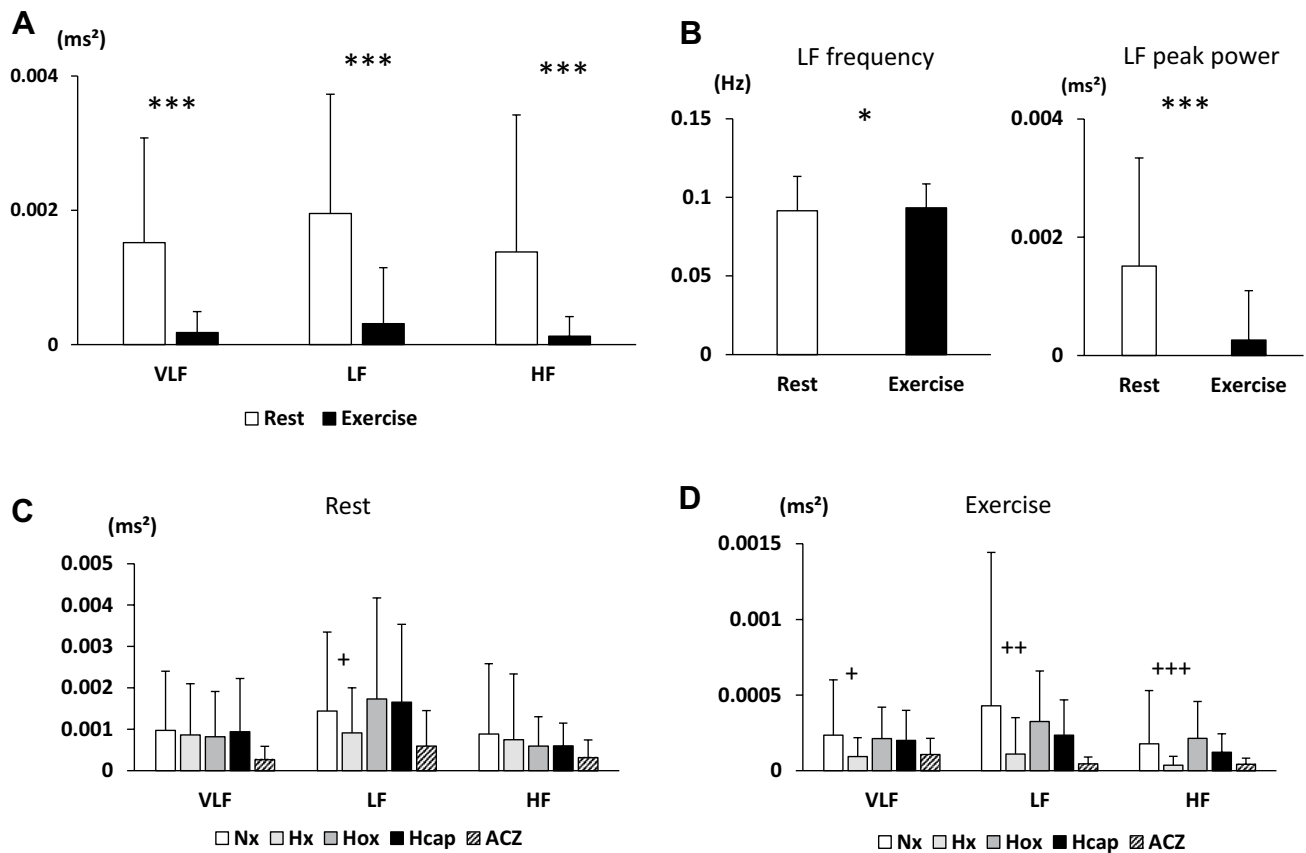 A
(ms²)
0.004
0.002
0
***
***
***
VLF LF HF
Rest Exercise
B
LF frequency
(Hz)
0.15
0.1
0.05
0
*
Rest Exercise
LF peak power
(ms²)
0.004
0.002
0
***
Rest Exercise
C
Rest
(ms²)
0.005
0.004
0.003
0.002
0.001
0
+
VLF LF HF
Nx Hx Hox Hcap ACZ
D
Exercise
(ms²)
0.0015
0.001
0.0005
0
+
++
+++
VLF LF HF
Nx Hx Hox Hcap ACZ